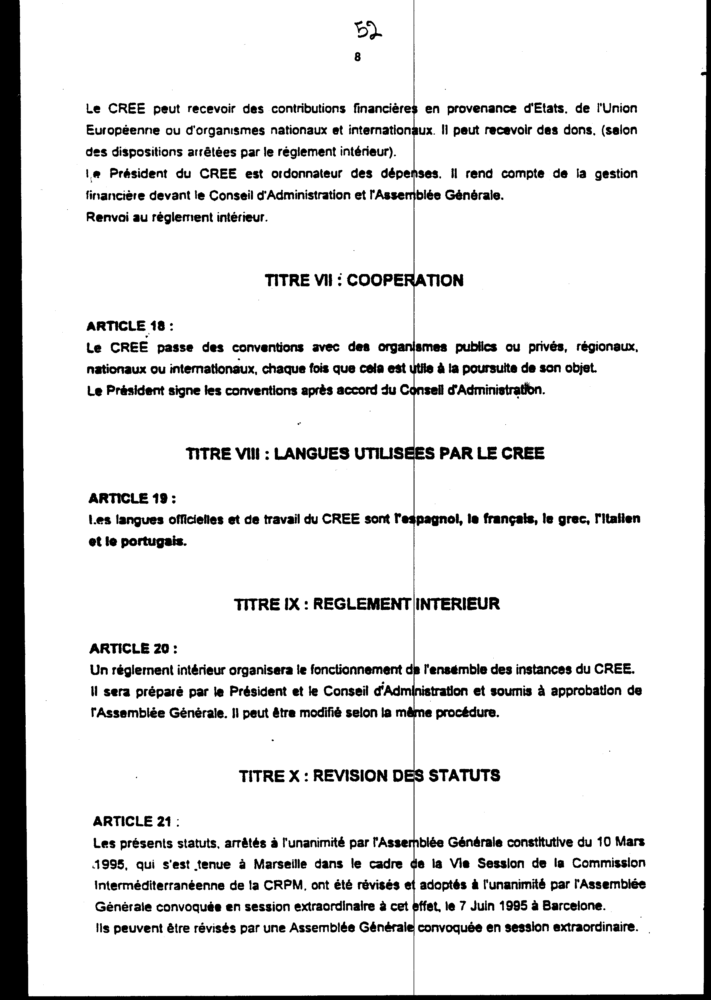 52
8
Le CREE peut recevoir des contributions financières en provenance d'Etats, de l'Union
Européenne ou d'organismes nationaux et internationaux. Il peut recevoir des dons. (selon
des dispositions arrêtées par le réglement intérieur).
Le Président du CREE est ordonnateur des dépenses. Il rend compte de la gestion
financière devant le Conseil d'Administration et l'Assemblée Générale.
Renvoi au réglement intérieur.
TITRE VII : COOPERATION
ARTICLE 18 :
Le CREE passe des conventions avec des organismes publics ou privés, régionaux,
nationaux ou internationaux, chaque fois que cela est utile à la poursuite de son objet.
Le Président signe les conventions après accord du Conseil d'Administration.
TITRE VIII : LANGUES UTILISEES PAR LE CREE
ARTICLE 19 :
Les langues officielles et de travail du CREE sont l'espagnol, le français, le grec, l'italien
et le portugais.
TITRE IX : REGLEMENT INTERIEUR
ARTICLE 20 :
Un réglement intérieur organisera le fonctionnement de l'ensemble des instances du CREE.
Il sera préparé par le Président et le Conseil d'Administration et soumis à approbation de
l'Assemblée Générale. Il peut être modifié selon la même procédure.
TITRE X : REVISION DES STATUTS
ARTICLE 21 :
Les présents statuts, arrêtés à l'unanimité par l'Assemblée Générale constitutive du 10 Mars
1995, qui s'est tenue à Marseille dans le cadre de la VIe Session de la Commission
Interméditerranéenne de la CRPM, ont été révisés et adoptés à l'unanimité par l'Assemblée
Générale convoquée en session extraordinaire à cet effet, le 7 Juin 1995 à Barcelone.
Ils peuvent être révisés par une Assemblée Générale convoquée en session extraordinaire.